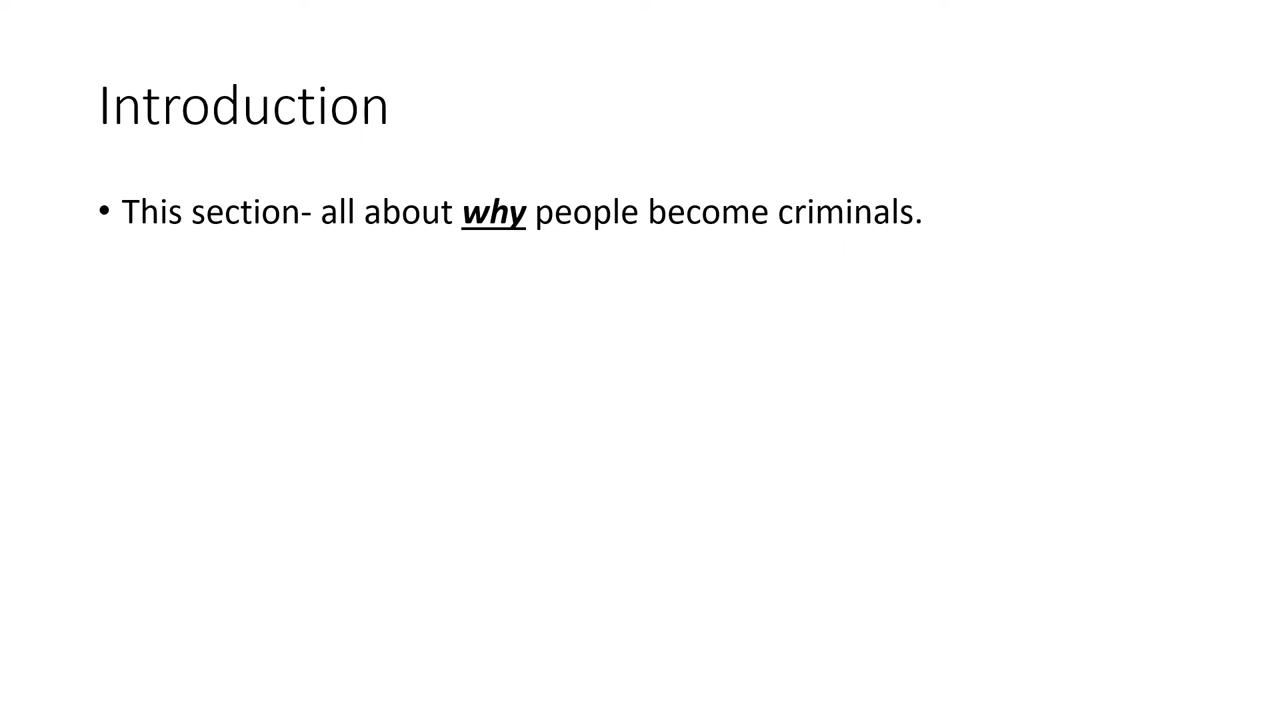 Introduction
• This section- all about why people become criminals.